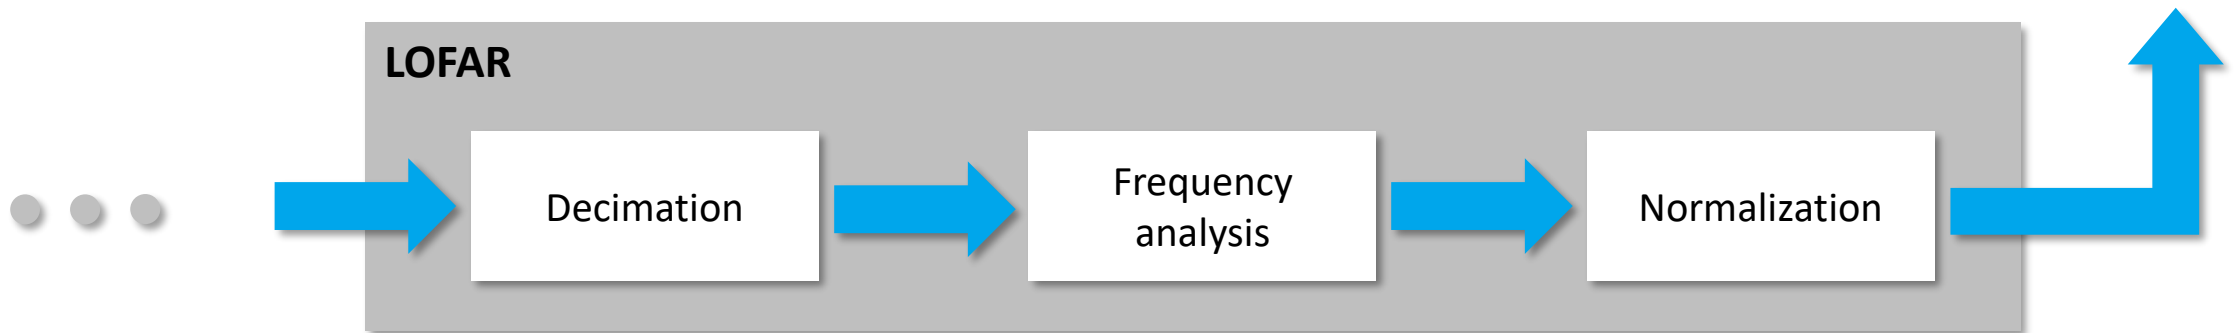 LOFAR
Decimation
Frequency
analysis
Normalization